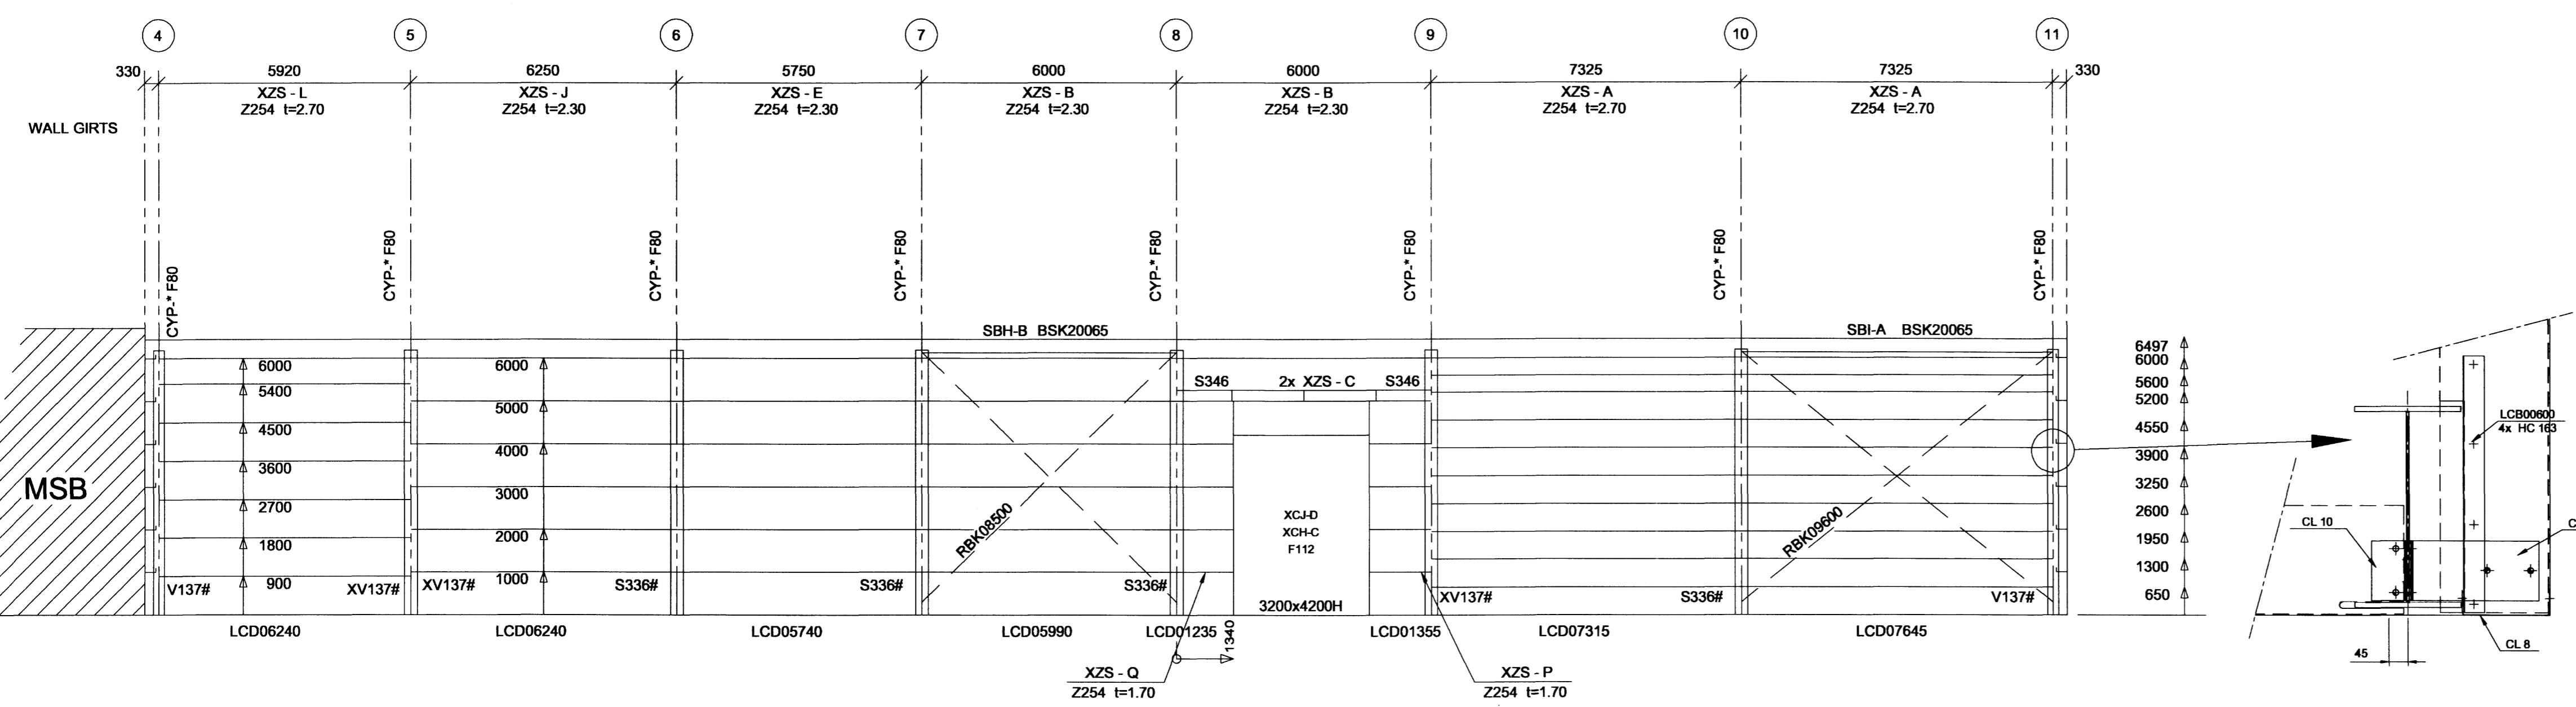 4 5 6 7 8 9 10 11
330 5920 6250 5750 6000 6000 7325 7325 330
XZS - L XZS - J XZS - E XZS - B XZS - B XZS - A XZS - A
Z254 t=2.70 Z254 t=2.30 Z254 t=2.30 Z254 t=2.30 Z254 t=2.30 Z254 t=2.70 Z254 t=2.70
WALL GIRTS
CYP-* F80
CYP-* F80
CYP-* F80
CYP-* F80
CYP-* F80
CYP-* F80
CYP-* F80
CYP-* F80
SBH-B BSK20065
SBI-A BSK20065
MSB
6000
5400
4500
3600
2700
1800
900
V137# XV137#
6000
5000
4000
3000
2000
1000
XV137# S336#
S336#
RBK08500
S336#
S346 2x XZS - C S346
XCJ-D
XCH-C
F112
3200x4200H
XV137# S336#
RBK09600
V137#
LCD06240 LCD06240 LCD05740 LCD05990 LCD01235 LCD01355 LCD07315 LCD07645
1340
XZS - Q
Z254 t=1.70
XZS - P
Z254 t=1.70
6497
6000
5600
5200
4550
3900
3250
2600
1950
1300
650
LCB00600
4x HC 163
CL 10
C
CL 8
45